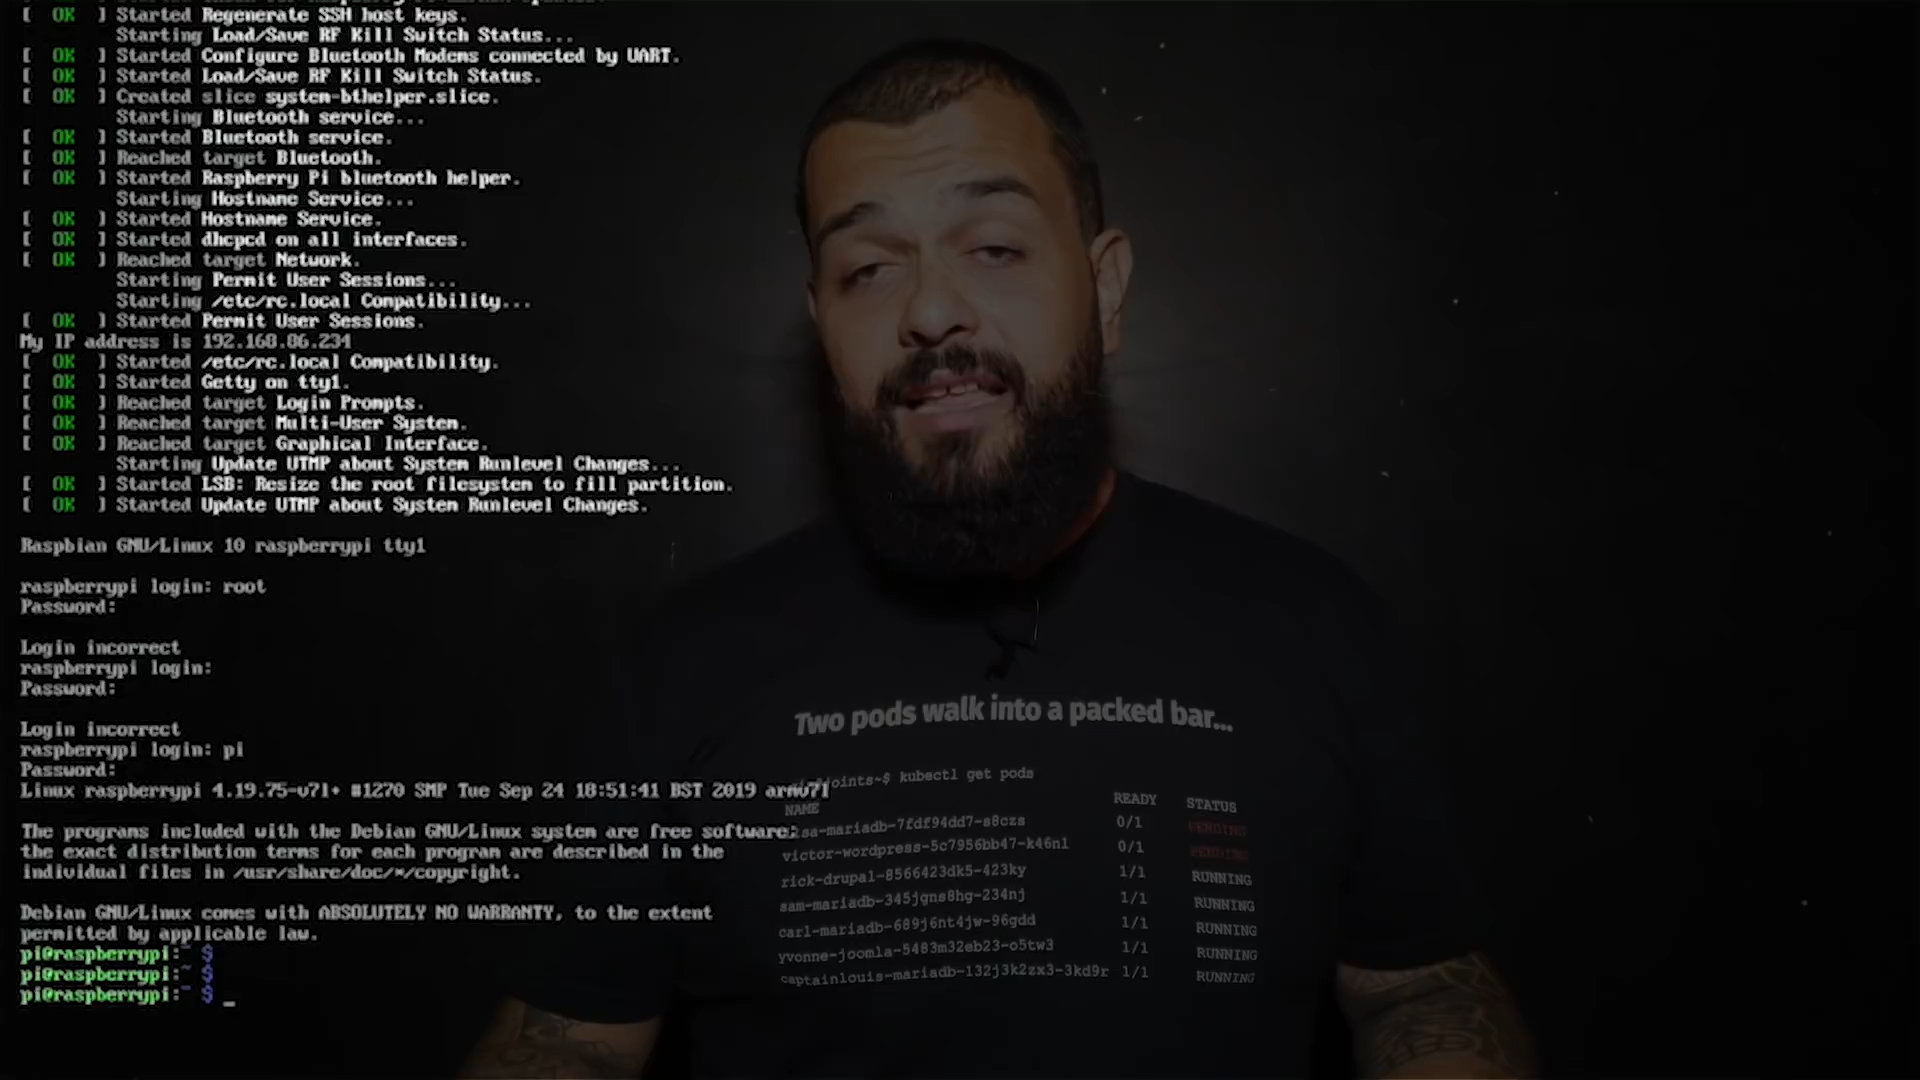 [  OK  ] Started Regenerate SSH host keys.
Starting Load/Save RF Kill Switch Status...
[  OK  ] Started Configure Bluetooth Modems connected by UART.
[  OK  ] Started Load/Save RF Kill Switch Status.
[  OK  ] Created slice system-bthelper.slice.
Starting Bluetooth service...
[  OK  ] Started Bluetooth service.
[  OK  ] Reached target Bluetooth.
[  OK  ] Started Raspberry Pi bluetooth helper.
Starting Hostname Service...
[  OK  ] Started Hostname Service.
[  OK  ] Started dhcpcd on all interfaces.
[  OK  ] Reached target Network.
Starting Permit User Sessions...
Starting /etc/rc.local Compatibility...
[  OK  ] Started Permit User Sessions.
My IP address is 192.168.86.234
[  OK  ] Started /etc/rc.local Compatibility.
[  OK  ] Started Getty on tty1.
[  OK  ] Reached target Login Prompts.
[  OK  ] Reached target Multi-User System.
[  OK  ] Reached target Graphical Interface.
Starting Update UTMP about System Runlevel Changes...
[  OK  ] Started LSB: Resize the root filesystem to fill partition.
[  OK  ] Started Update UTMP about System Runlevel Changes.
Raspbian GNU/Linux 10 raspberrypi tty1
raspberrypi login: root
Password:
Login incorrect
raspberrypi login:
Password:
Login incorrect
raspberrypi login: pi
Password:
Linux raspberrypi 4.19.75-v7l+ #1270 SMP Tue Sep 24 18:51:41 BST 2019 armv7l
The programs included with the Debian GNU/Linux system are free software;
the exact distribution terms for each program are described in the
individual files in /usr/share/doc/*/copyright.
Debian GNU/Linux comes with ABSOLUTELY NO WARRANTY, to the extent
permitted by applicable law.
pi@raspberrypi:~ $
pi@raspberrypi:~ $
pi@raspberrypi:~ $ _
Two pods walk into a packed bar...
kubectl get pods
NAME READY STATUS
0/1 PENDING
victor-wordpress-5c7956bb47-k46nl 0/1 PENDING
rick-drupal-8566423dk5-423ky 1/1 RUNNING
sam-mariadb-345jgns8hg-234nj 1/1 RUNNING
carl-mariadb-689j6nt4jw-96gdd 1/1 RUNNING
yvonne-joomla-5483m32eb23-o5tw3 1/1 RUNNING
captainlouis-mariadb-132j3k2zx3-3kd9r 1/1 RUNNING